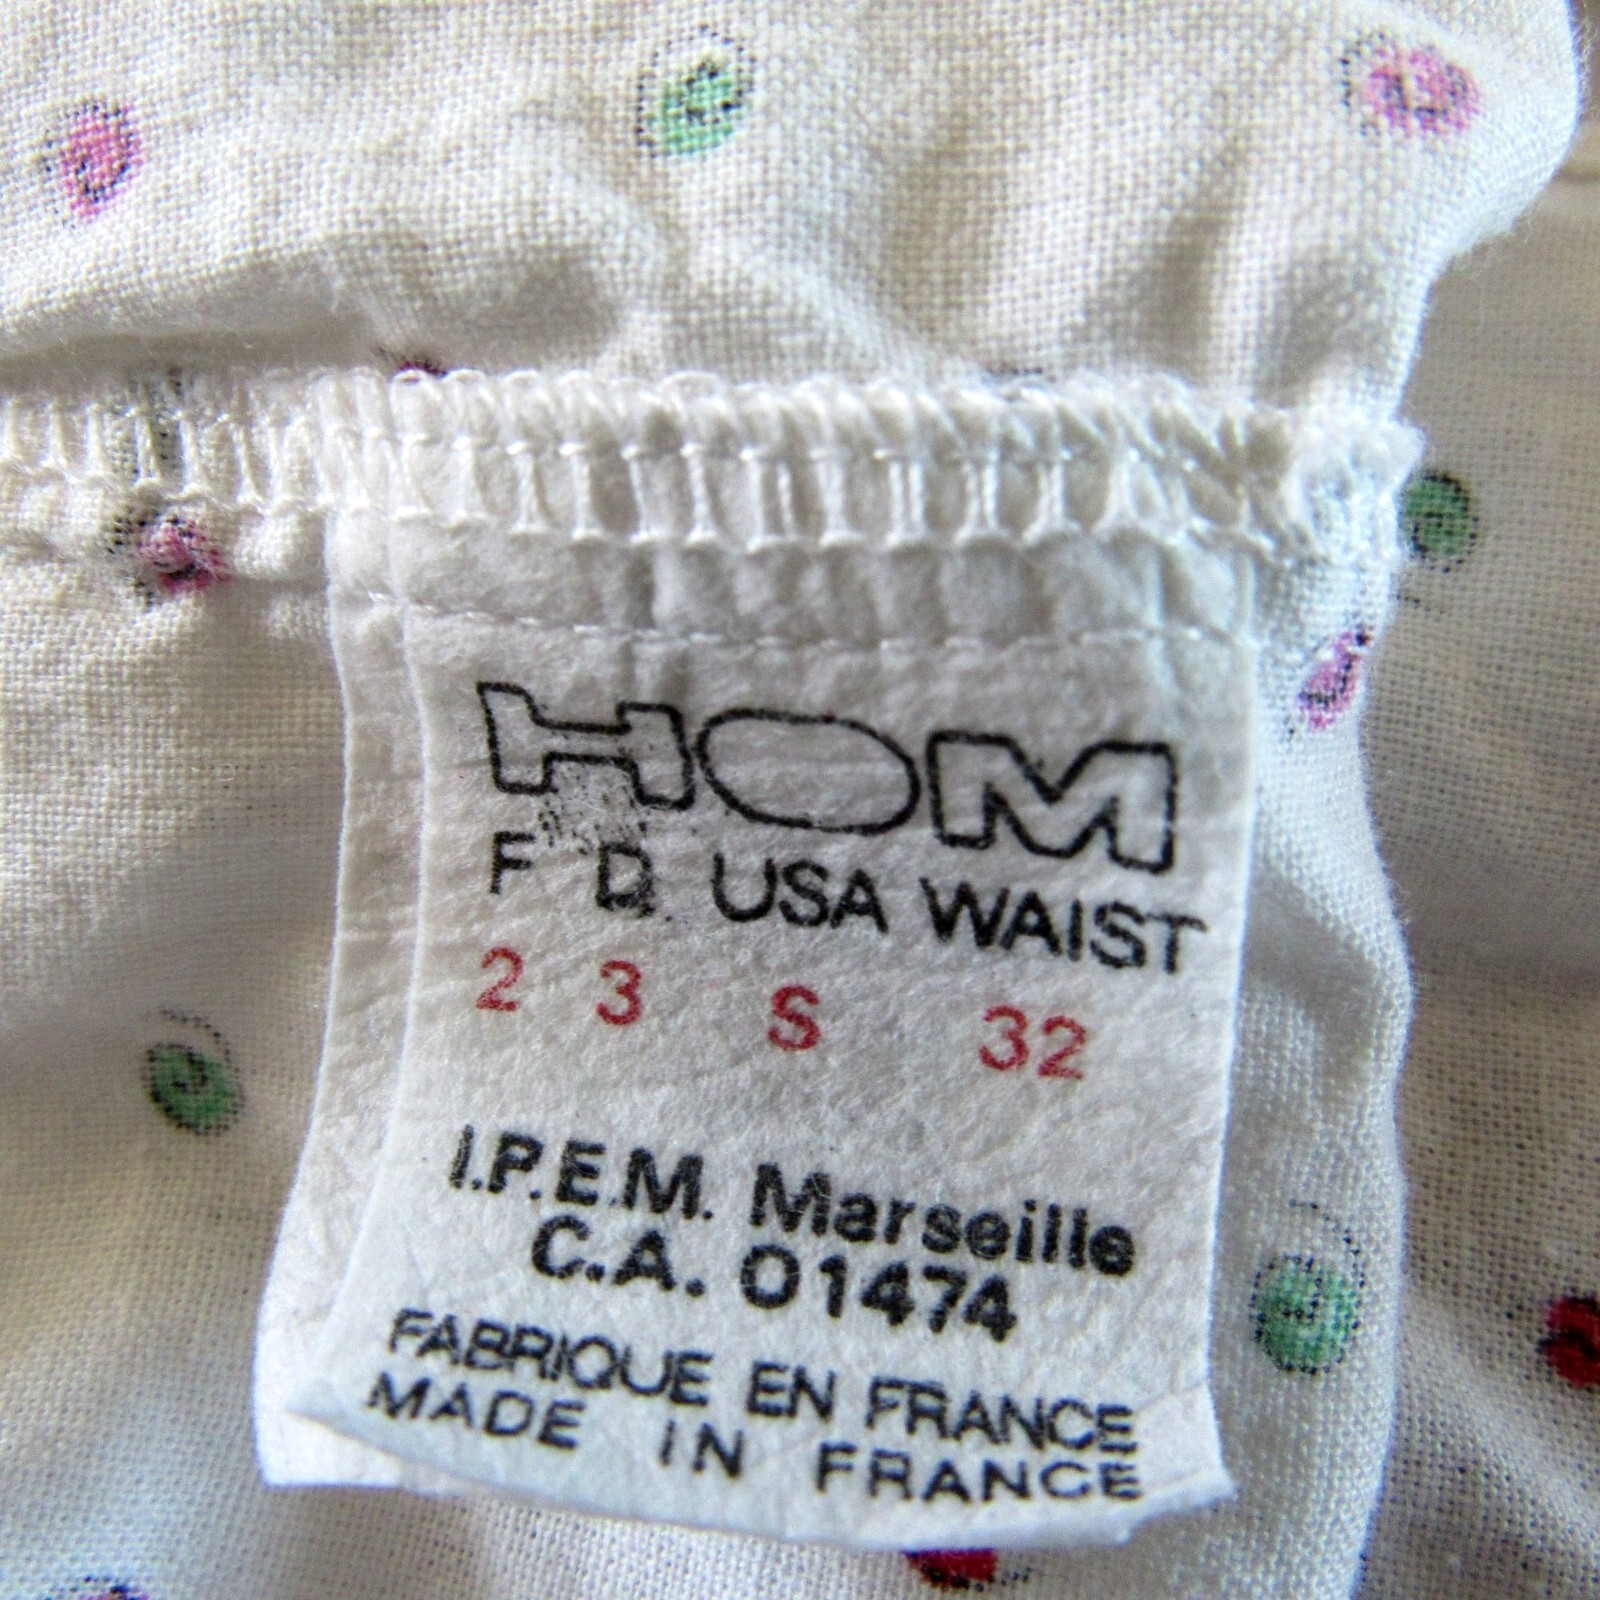 HOM
F D USA WAIST
2 3 S 32
I.P.E.M. Marseille
C.A. 01474
FABRIQUE EN FRANCE
MADE IN FRANCE